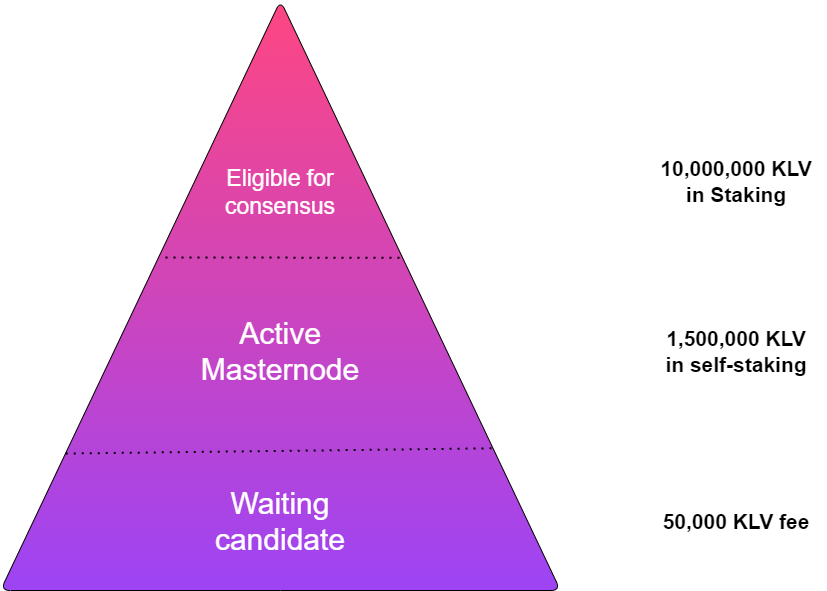 Eligible for
consensus
10,000,000 KLV
in Staking
Active
Masternode
1,500,000 KLV
in self-staking
Waiting
candidate
50,000 KLV fee